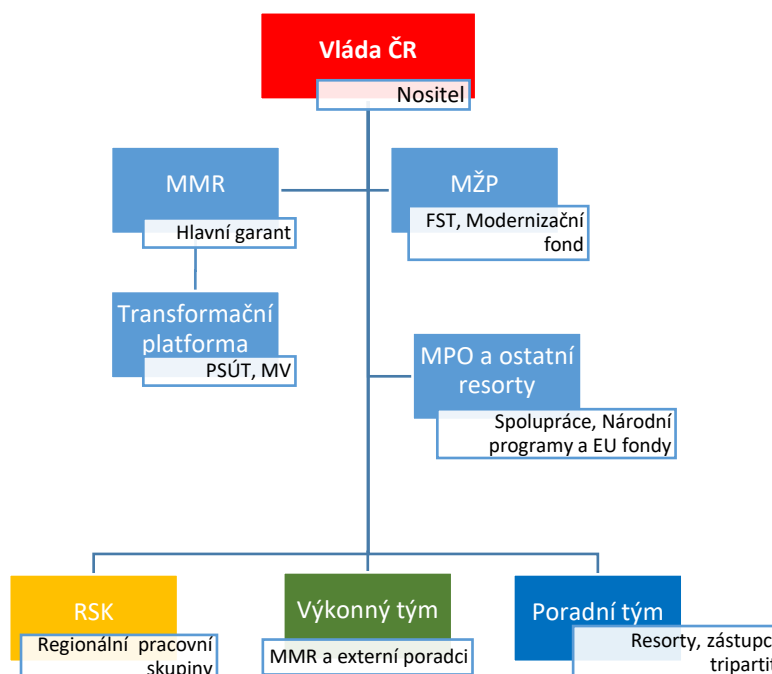 Vláda ČR
Nositel
MMR
Hlavní garant
MŽP
FST, Modernizační
fond
Transformační
platforma
PSÚT, MV
MPO a ostatní
resorty
Spolupráce, Národní
programy a EU fondy
RSK
Regionální pracovní
skupiny
Výkonný tým
MMR a externí poradci
Poradní tým
Resorty, zástupc
tripartit